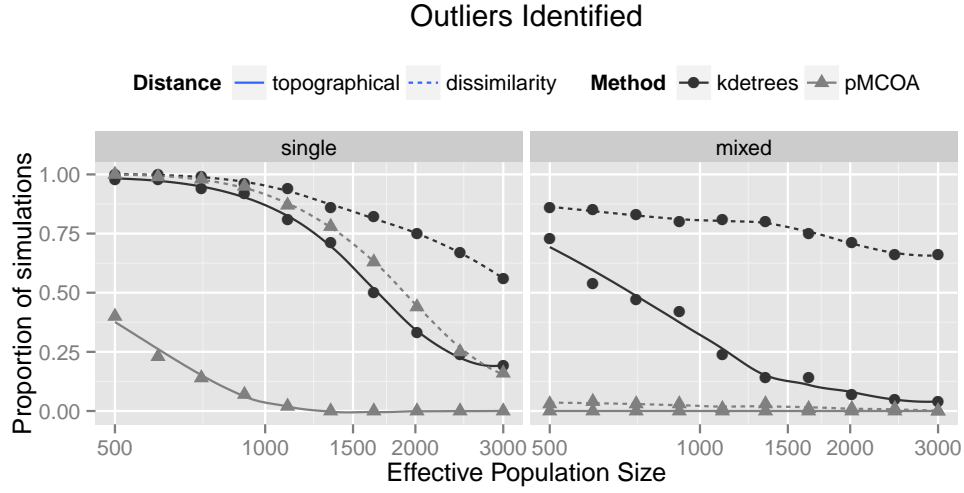 Outliers Identified
Distance topographical dissimilarity Method kdetrees pMCOA
single mixed
Proportion of simulations
1.00
0.75
0.50
0.25
0.00
500 1000 1500 2000 3000 500 1000 1500 2000 3000
Effective Population Size